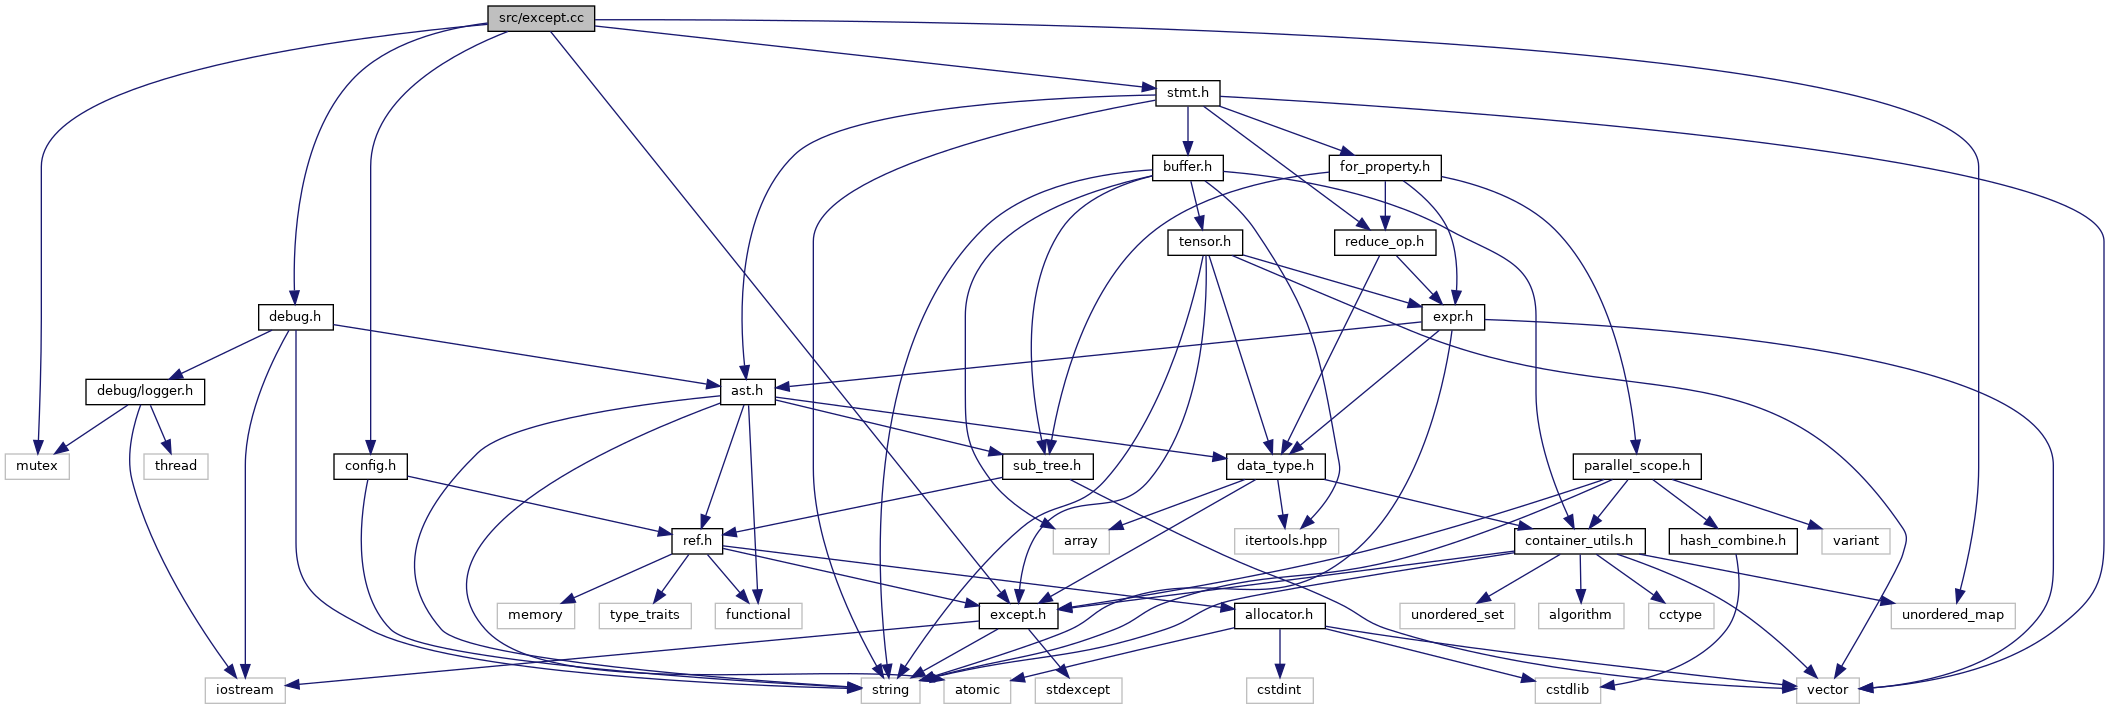 src/except.cc
stmt.h
buffer.h
for_property.h
tensor.h
reduce_op.h
debug.h
expr.h
debug/logger.h
ast.h
mutex
thread
config.h
sub_tree.h
data_type.h
parallel_scope.h
ref.h
array
itertools.hpp
container_utils.h
hash_combine.h
variant
memory
type_traits
functional
except.h
allocator.h
unordered_set
algorithm
cctype
unordered_map
iostream
string
atomic
stdexcept
cstdint
cstdlib
vector